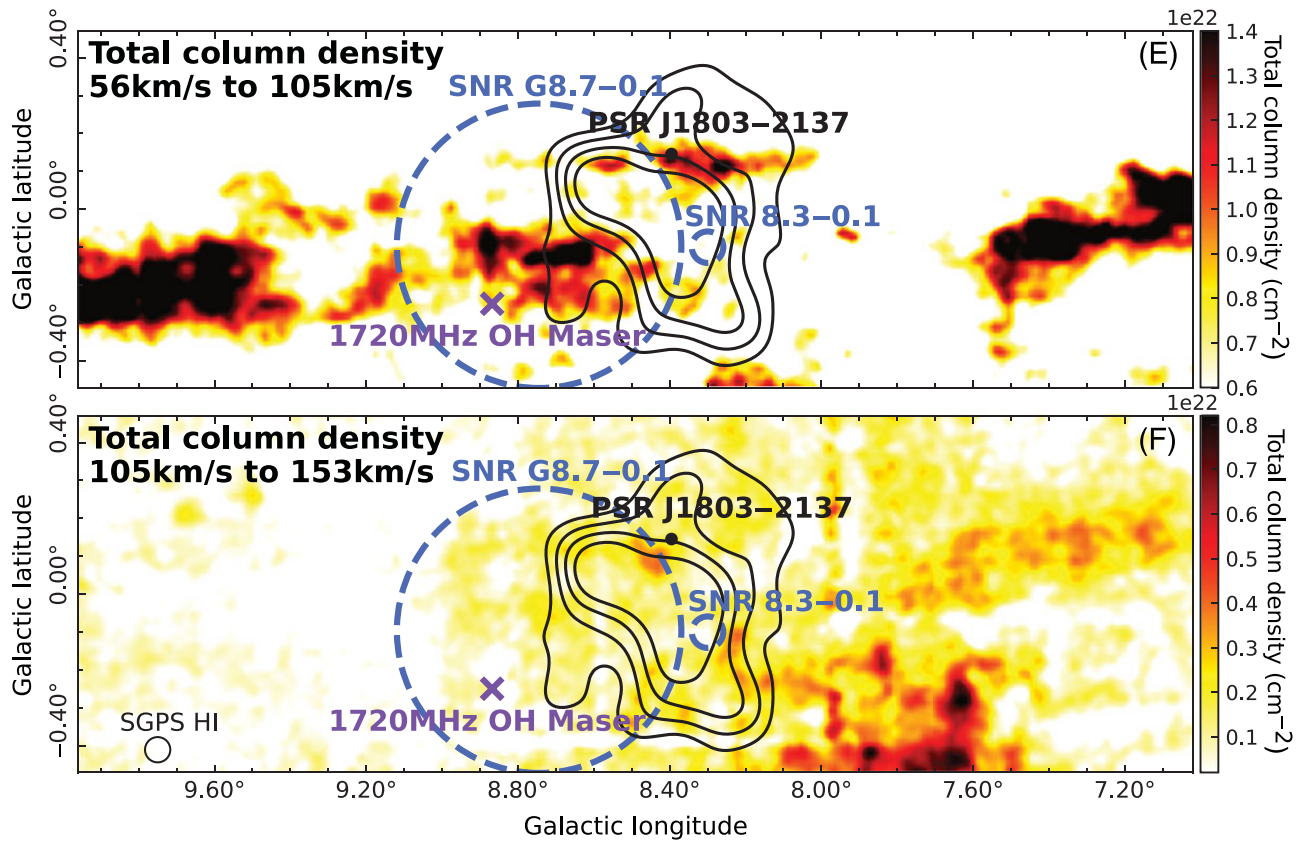 1e22
Total column density
56km/s to 105km/s
(E)
SNR G8.7−0.1
PSR J1803−2137
SNR 8.3−0.1
1720MHz OH Maser
0.40°
0.00°
−0.40°
Galactic latitude
1.4
1.3
1.2
1.1
1.0
0.9
0.8
0.7
0.6
Total column density (cm−2)
1e22
Total column density
105km/s to 153km/s
(F)
SNR G8.7−0.1
PSR J1803−2137
SNR 8.3−0.1
1720MHz OH Maser
SGPS HI
0.40°
0.00°
−0.40°
Galactic latitude
0.8
0.7
0.6
0.5
0.4
0.3
0.2
0.1
Total column density (cm−2)
9.60° 9.20° 8.80° 8.40° 8.00° 7.60° 7.20°
Galactic longitude